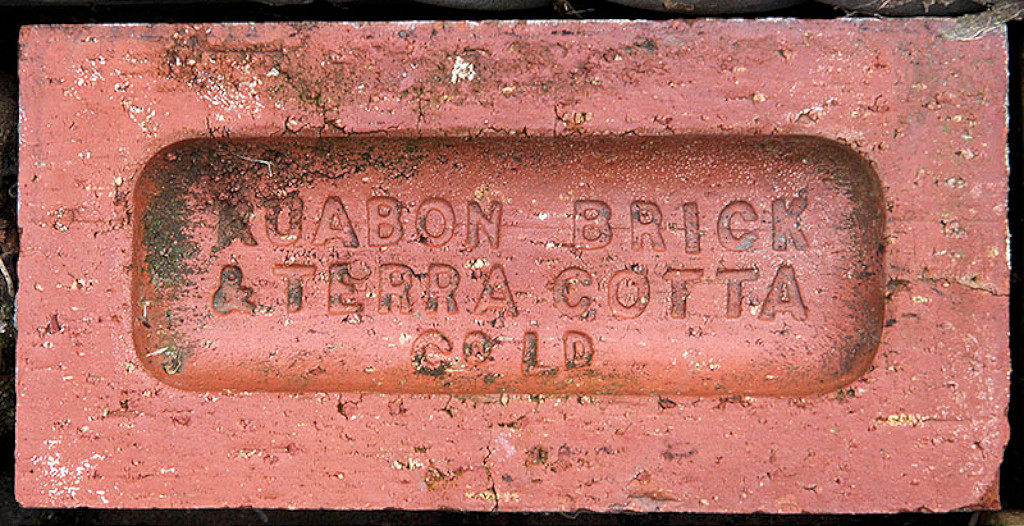 RUABON BRICK
& TERRA COTTA
Co LD